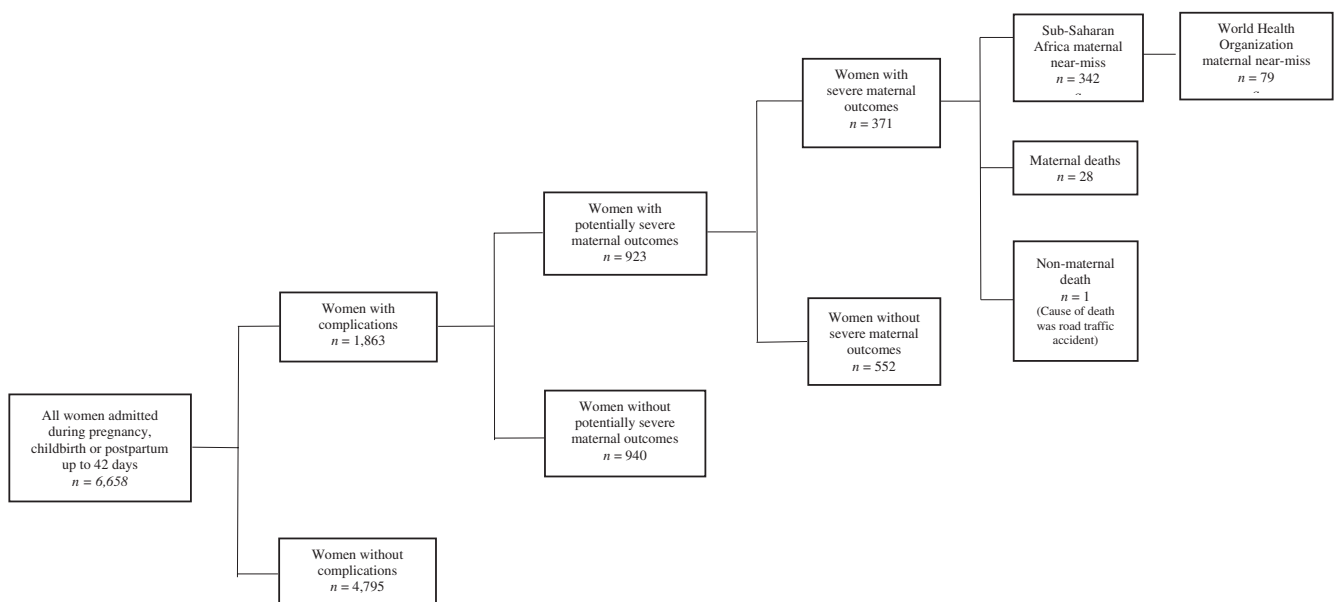 All women admitted
during pregnancy,
childbirth or postpartum
up to 42 days
n = 6,658
Women with
complications
n = 1,863
Women without
complications
n = 4,795
Women with
potentially severe
maternal outcomes
n = 923
Women without
potentially severe
maternal outcomes
n = 940
Women with
severe maternal
outcomes
n = 371
Women without
severe maternal
outcomes
n = 552
Sub-Saharan
Africa maternal
near-miss
n = 342
Maternal deaths
n = 28
Non-maternal
death
n = 1
(Cause of death
was road traffic
accident)
World Health
Organization
maternal near-miss
n = 79